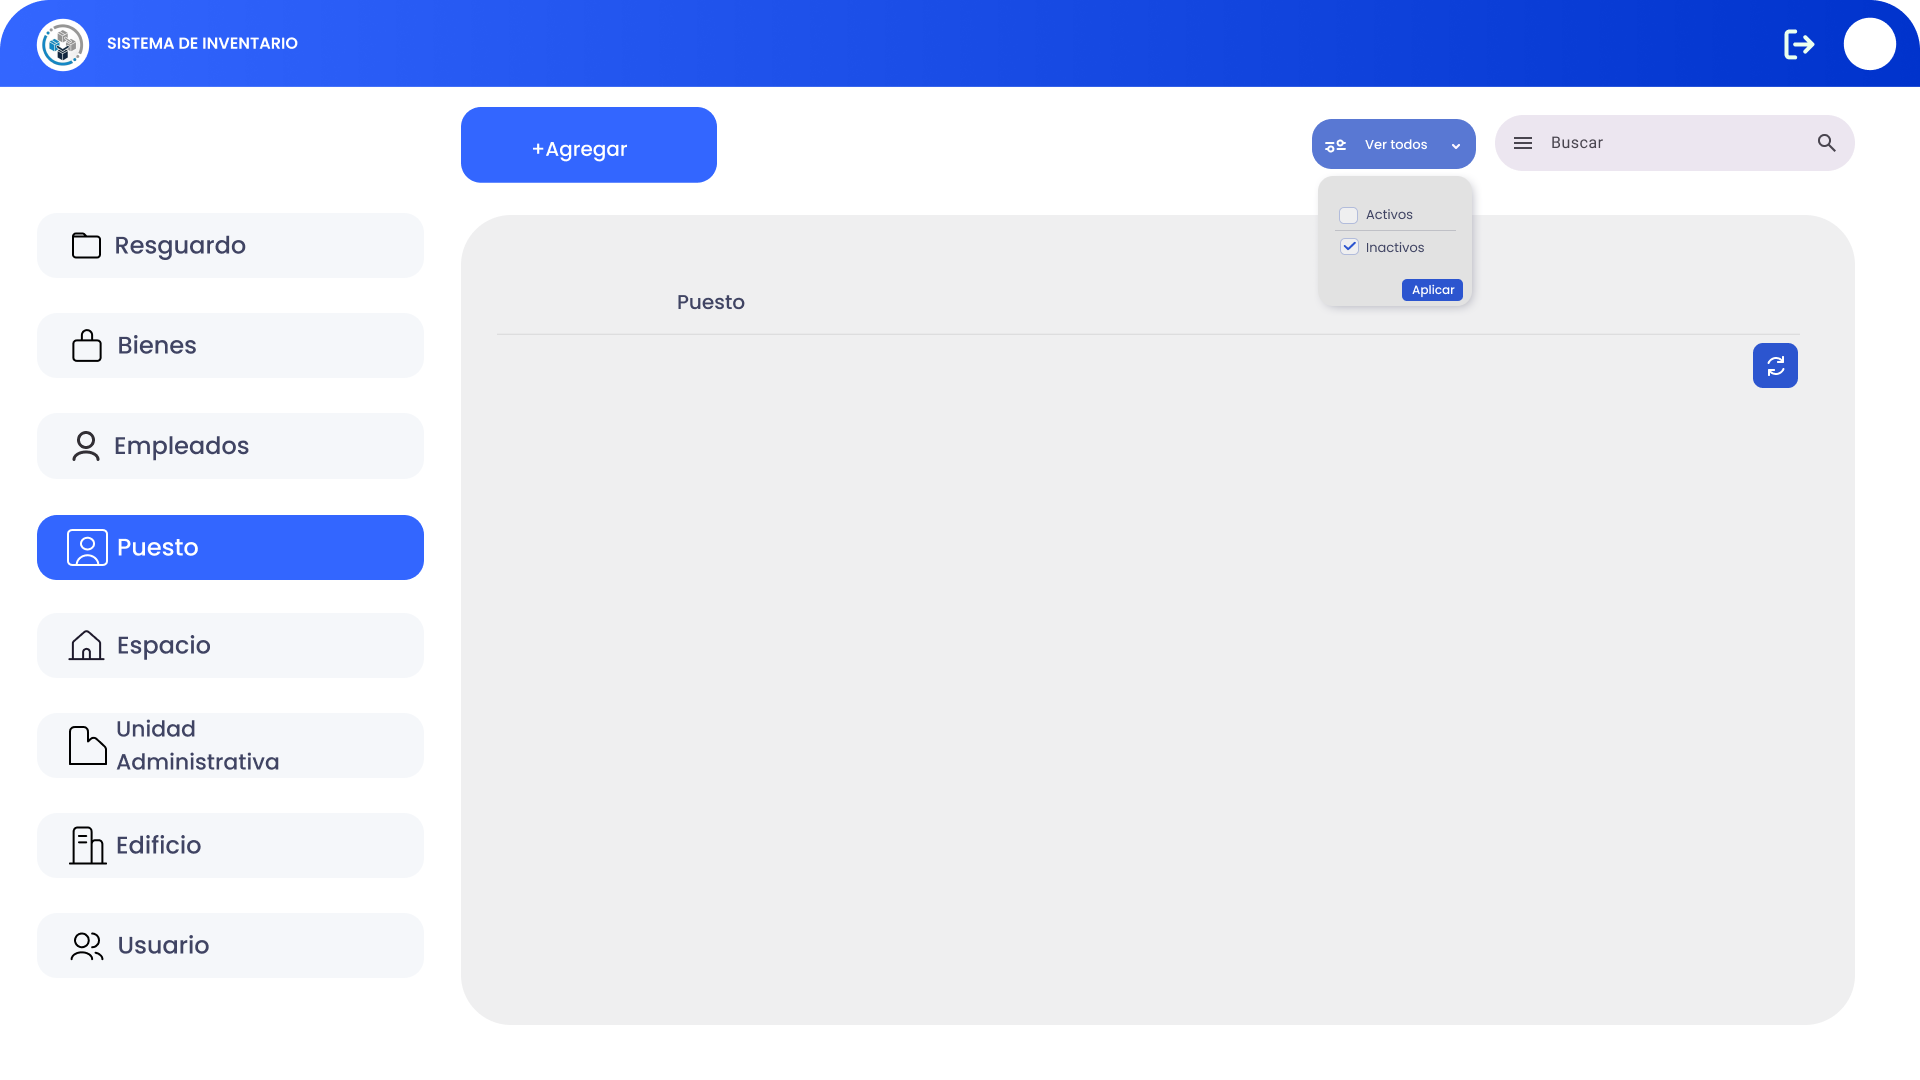 SISTEMA DE INVENTARIO
+Agregar
Ver todos
Buscar
Activos
Inactivos
Aplicar
Resguardo
Bienes
Empleados
Puesto
Espacio
Unidad
Administrativa
Edificio
Usuario
Puesto